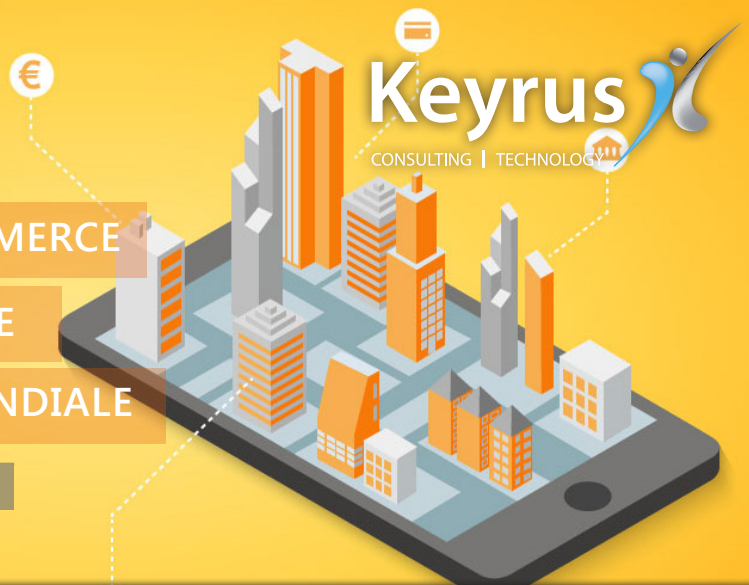 €
Keyrus
CONSULTING | TECHNOLOGY
MERCE
E
NDIALE